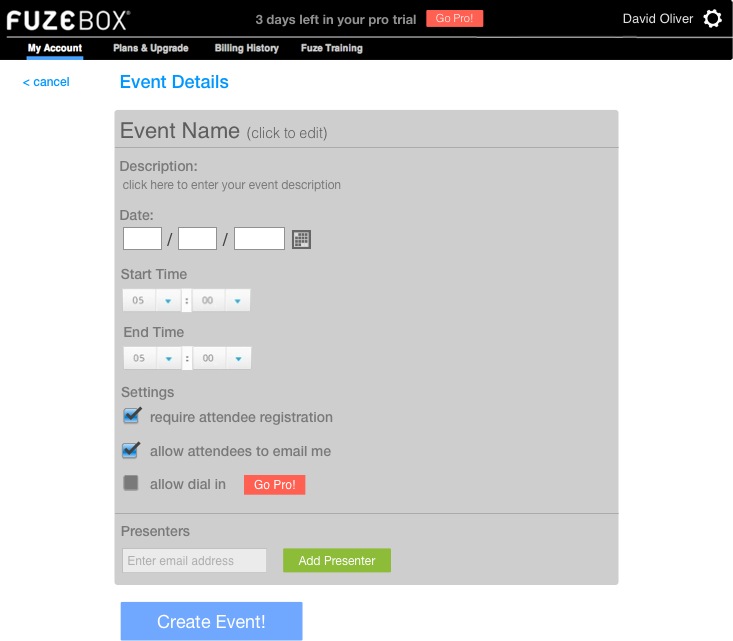 FUZEBOX® 3 days left in your pro trial Go Pro! David Oliver
My Account Plans & Upgrade Billing History Fuze Training
< cancel Event Details
Event Name (click to edit)
Description:
click here to enter your event description
Date:
/ /
Start Time
05 : 00
End Time
05 : 00
Settings
require attendee registration
allow attendees to email me
allow dial in Go Pro!
Presenters
Enter email address Add Presenter
Create Event!